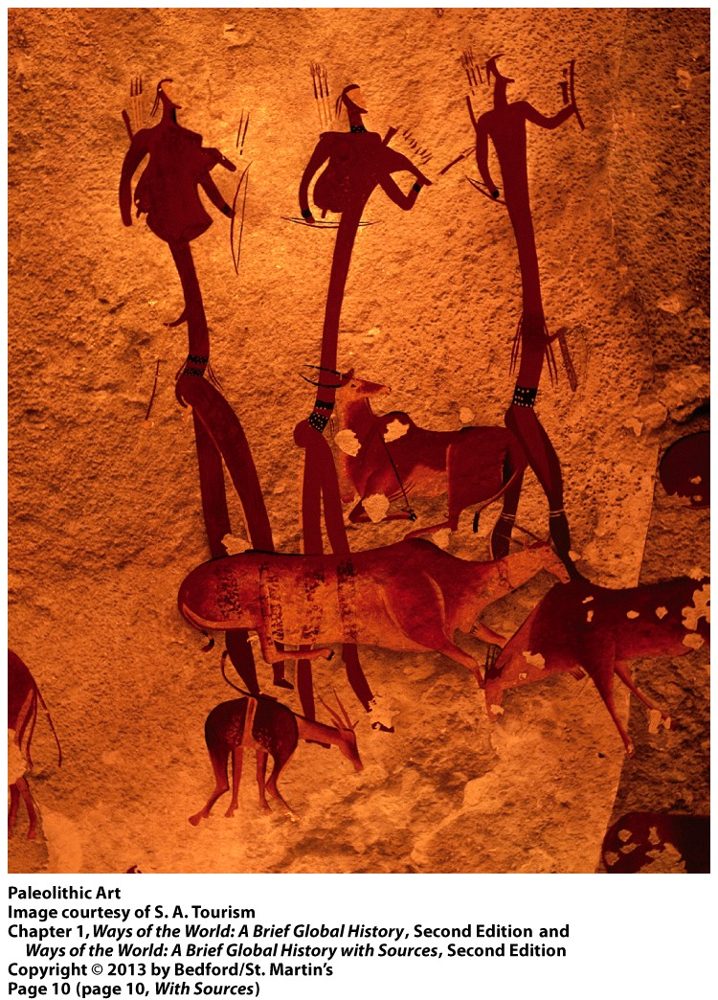 Paleolithic Art
Image courtesy of S. A. Tourism
Chapter 1, Ways of the World: A Brief Global History, Second Edition and
Ways of the World: A Brief Global History with Sources, Second Edition
Copyright © 2013 by Bedford/St. Martin's
Page 10 (page 10, With Sources)